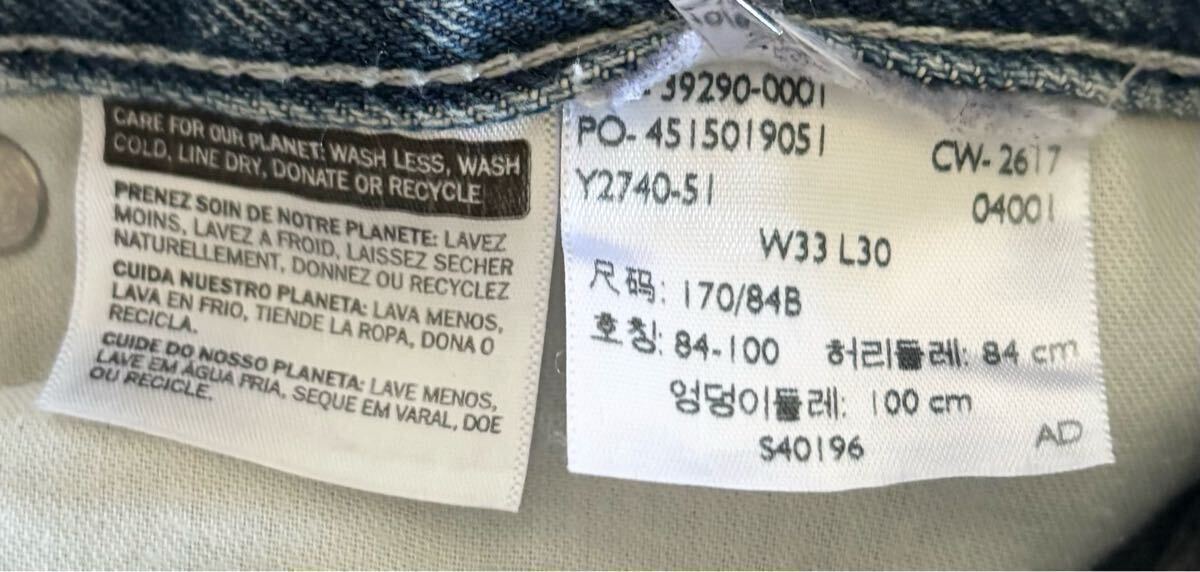 CARE FOR OUR PLANET: WASH LESS, WASH
COLD, LINE DRY, DONATE OR RECYCLE
PRENEZ SOIN DE NOTRE PLANETE: LAVEZ
MOINS, LAVEZ A FROID, LAISSEZ SECHER
NATURELLEMENT, DONNEZ OU RECYCLEZ
CUIDA NUESTRO PLANETA: LAVA MENOS,
LAVA EN FRIO, TIENDE LA ROPA, DONA O
RECICLA.
CUIDE DO NOSSO PLANETA: LAVE MENOS,
LAVE EM ÁGUA FRIA, SEQUE EM VARAL, DOE
OU RECICLE.
39290-0001
PO- 4515019051
CW- 2617
Y2740-51
04001
W33 L30
尺码: 170/84B
호칭: 84-100 허리둘레: 84 cm
엉덩이둘레: 100 cm
S40196
AD